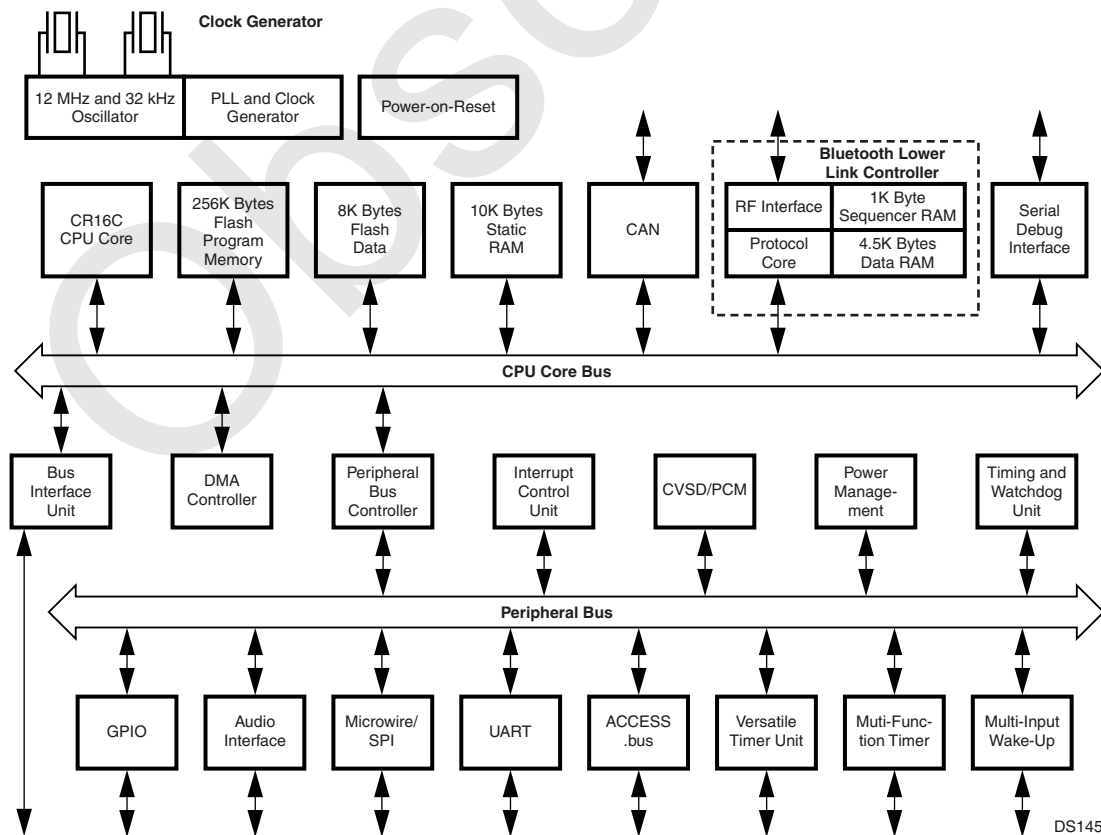 Clock Generator
12 MHz and 32 kHz
Oscillator
PLL and Clock
Generator
Power-on-Reset
Bluetooth Lower
Link Controller
CR16C
CPU Core
256K Bytes
Flash
Program
Memory
8K Bytes
Flash
Data
10K Bytes
Static
RAM
CAN
RF Interface
1K Byte
Sequencer RAM
Protocol
Core
4.5K Bytes
Data RAM
Serial
Debug
Interface
CPU Core Bus
Bus
Interface
Unit
DMA
Controller
Peripheral
Bus
Controller
Interrupt
Control
Unit
CVSD/PCM
Power
Manage-
ment
Timing and
Watchdog
Unit
Peripheral Bus
GPIO
Audio
Interface
Microwire/
SPI
UART
ACCESS
.bus
Versatile
Timer Unit
Muti-Func-
tion Timer
Multi-Input
Wake-Up
DS145
Obso